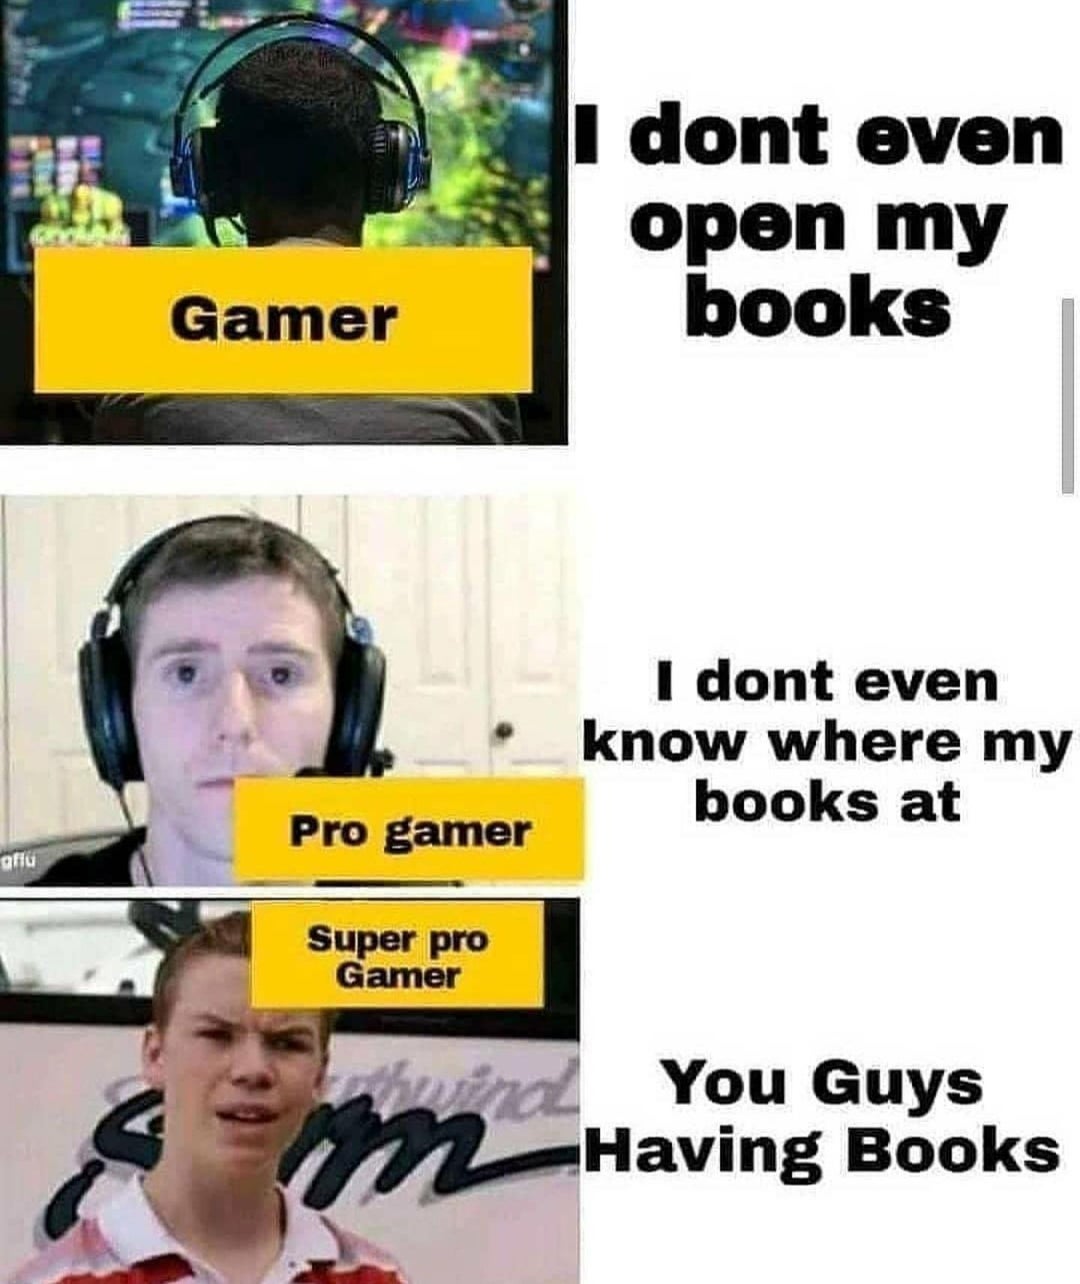 I dont even
open my
books
Gamer
I dont even
know where my
books at
Pro gamer
gflu
Super pro
Gamer
You Guys
Having Books